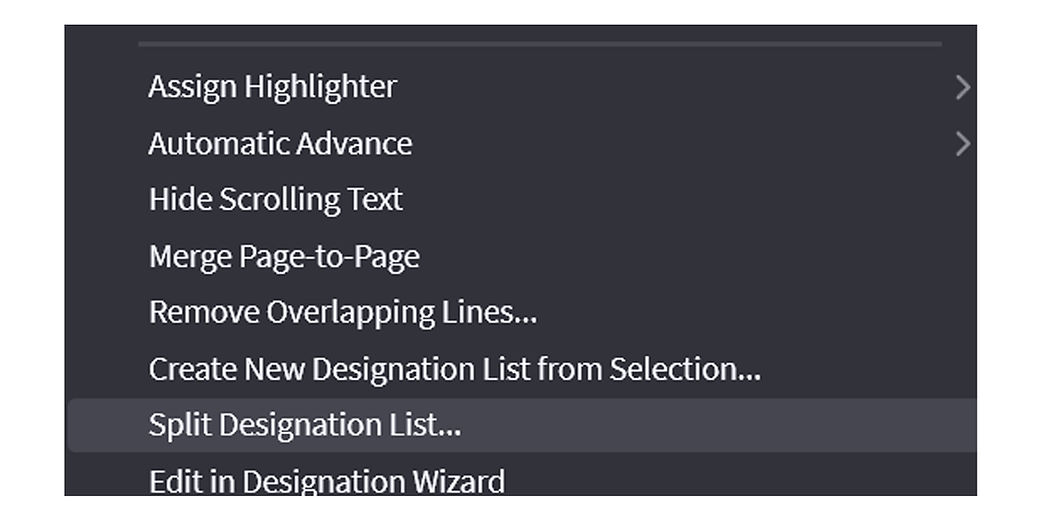 Assign Highlighter
Automatic Advance
Hide Scrolling Text
Merge Page-to-Page
Remove Overlapping Lines...
Create New Designation List from Selection...
Split Designation List...
Edit in Designation Wizard